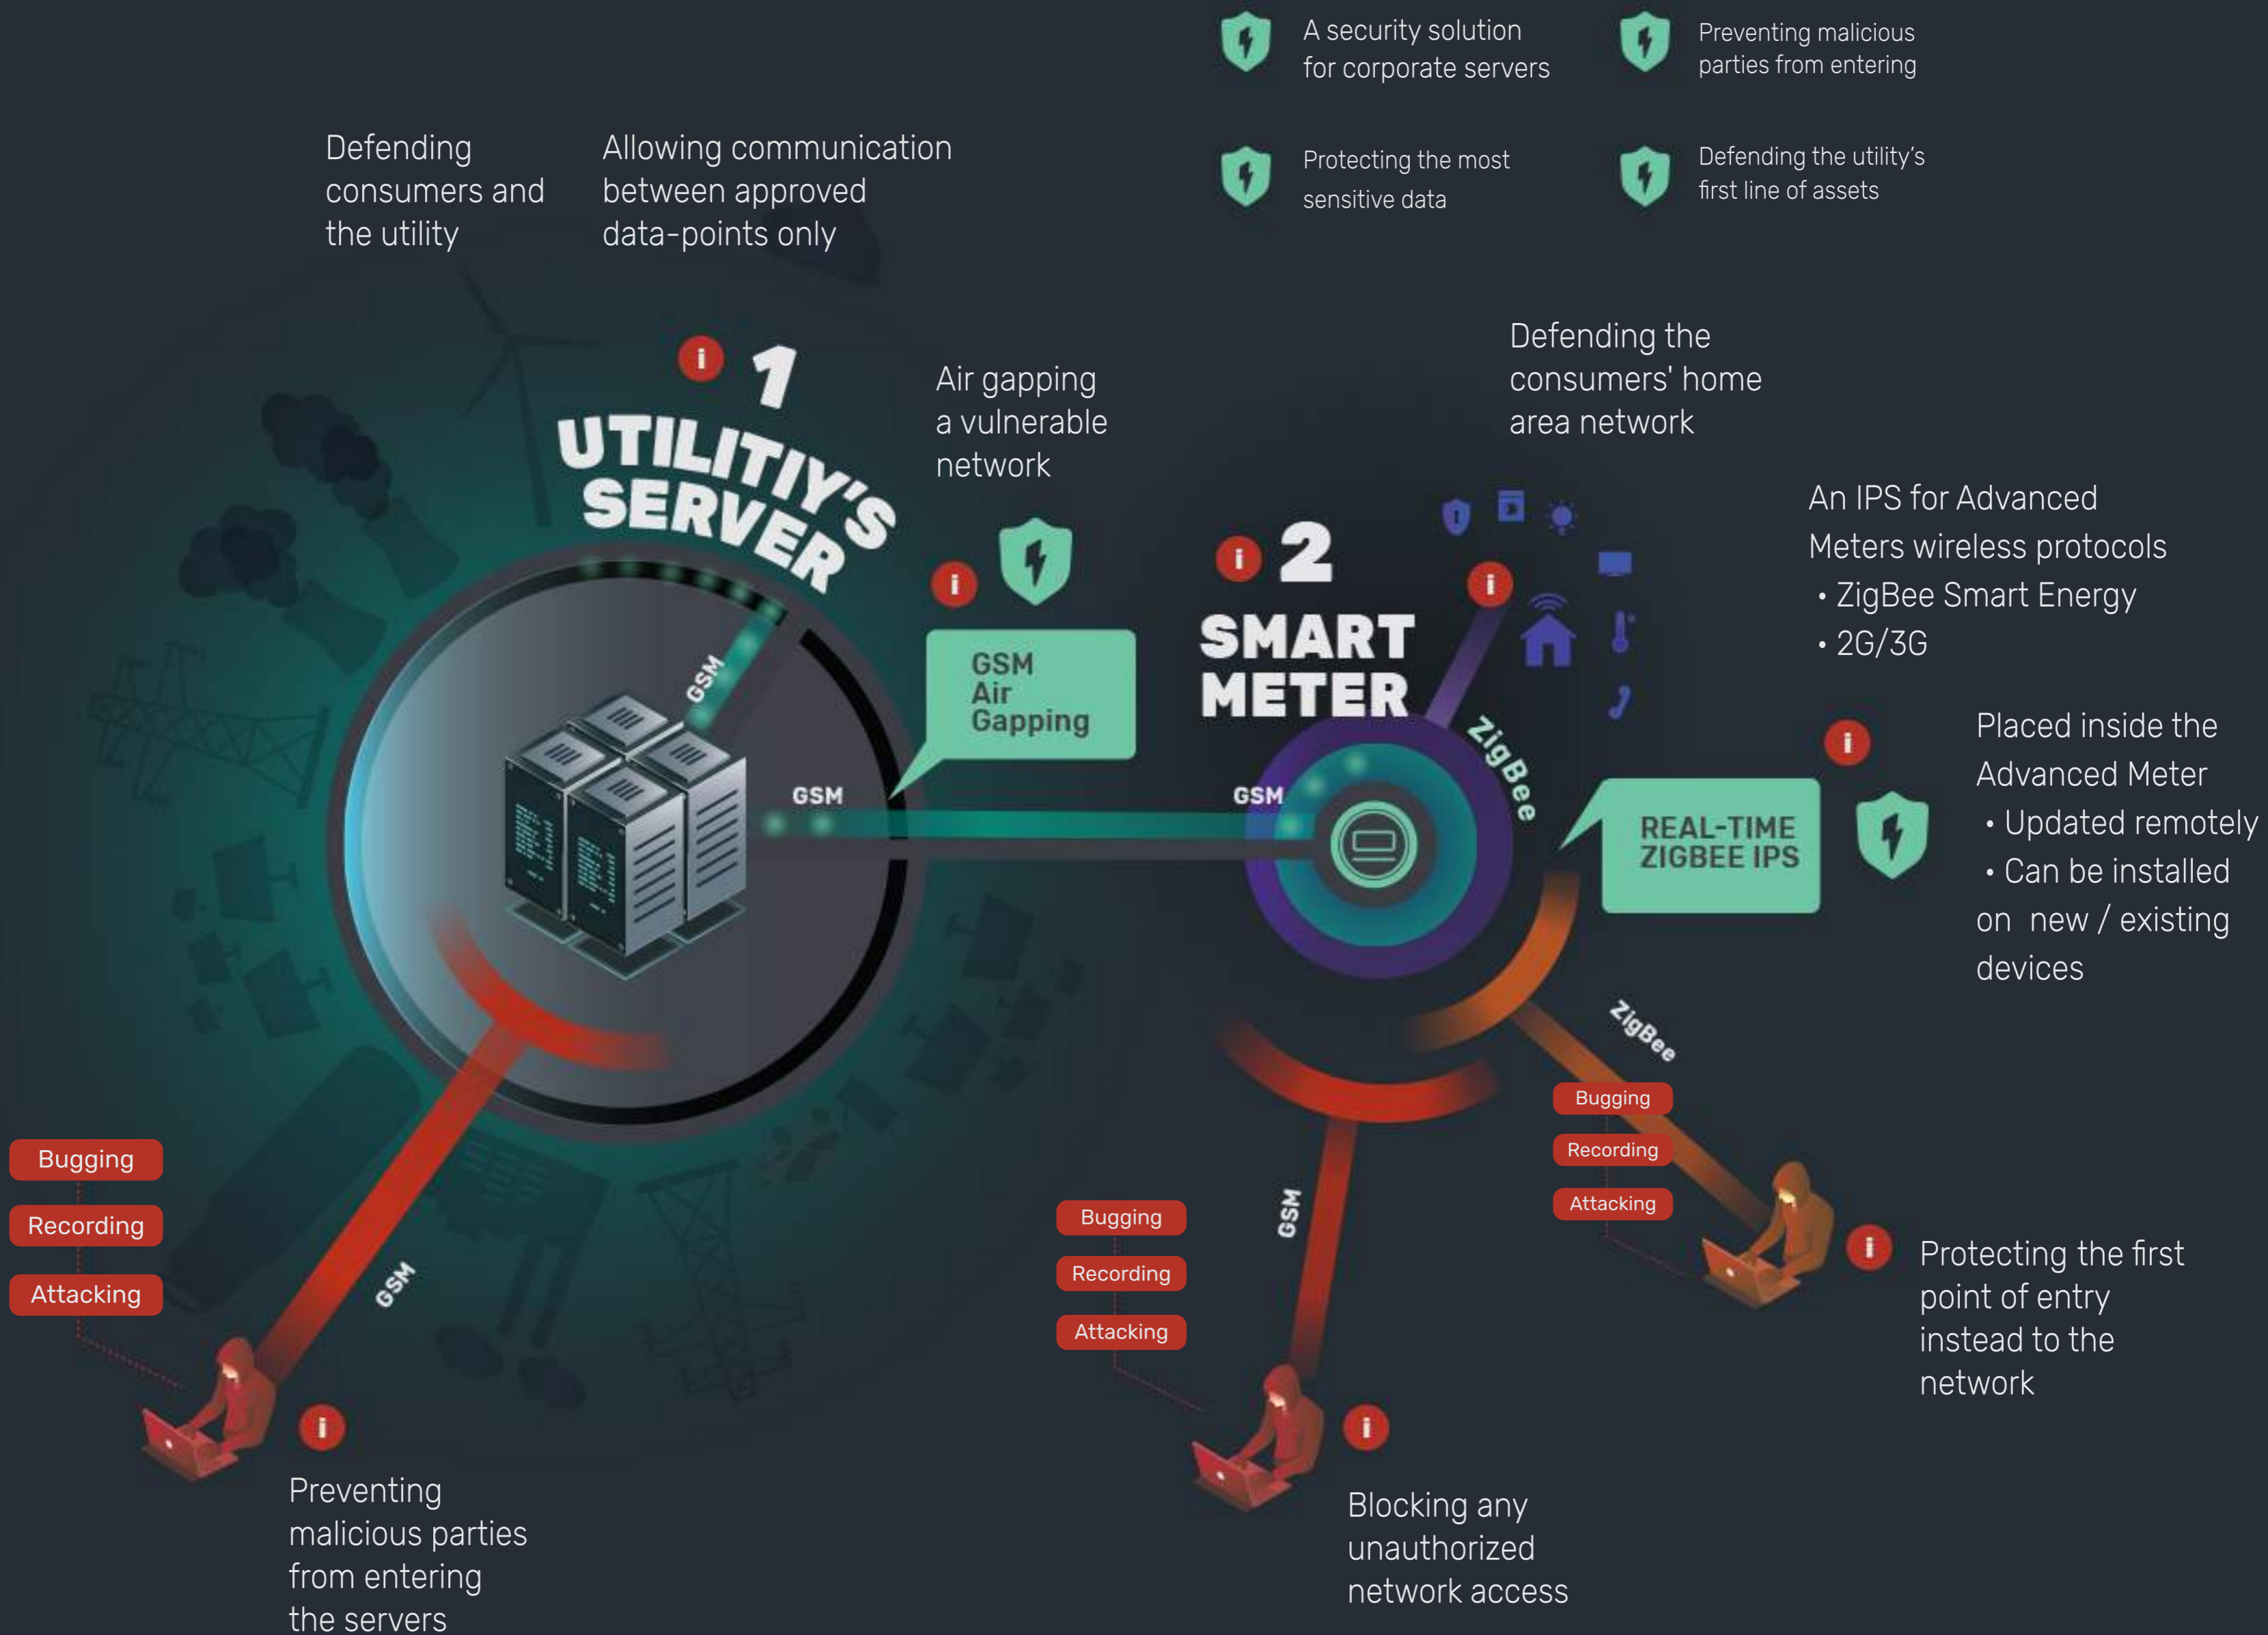 A security solution
for corporate servers
Preventing malicious
parties from entering
Protecting the most
sensitive data
Defending the utility's
first line of assets
Defending
consumers and
the utility
Allowing communication
between approved
data-points only
i
1
UTILITIY'S
SERVER
Air gapping
a vulnerable
network
i
GSM
Air
Gapping
GSM
GSM
Defending the
consumers' home
area network
i
2
SMART
METER
i
GSM
ZigBee
An IPS for Advanced
Meters wireless protocols
• ZigBee Smart Energy
• 2G/3G
i
REAL-TIME
ZIGBEE IPS
Placed inside the
Advanced Meter
• Updated remotely
• Can be installed
on new / existing
devices
Bugging
Recording
Attacking
GSM
i
Preventing
malicious parties
from entering
the servers
Bugging
Recording
Attacking
GSM
i
Blocking any
unauthorized
network access
ZigBee
Bugging
Recording
Attacking
i
Protecting the first
point of entry
instead to the
network